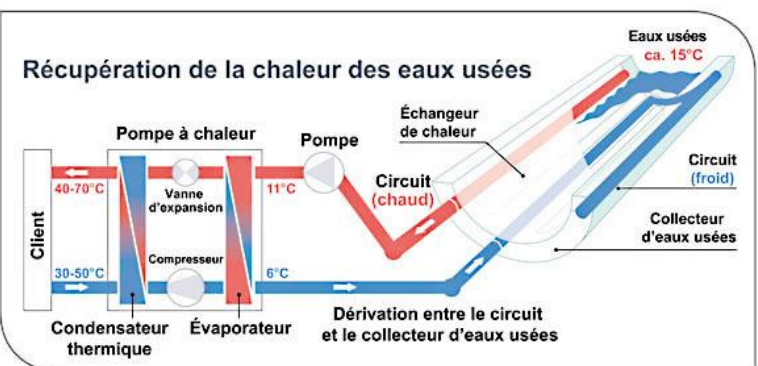 Récupération de la chaleur des eaux usées
Eaux usées
ca. 15°C
Échangeur
de chaleur
Pompe à chaleur
Pompe
Client
40-70°C
Vanne
d'expansion
11°C
Circuit
(chaud)
Circuit
(froid)
Collecteur
d'eaux usées
30-50°C
Compresseur
6°C
Condensateur
thermique
Évaporateur
Dérivation entre le circuit
et le collecteur d'eaux usées